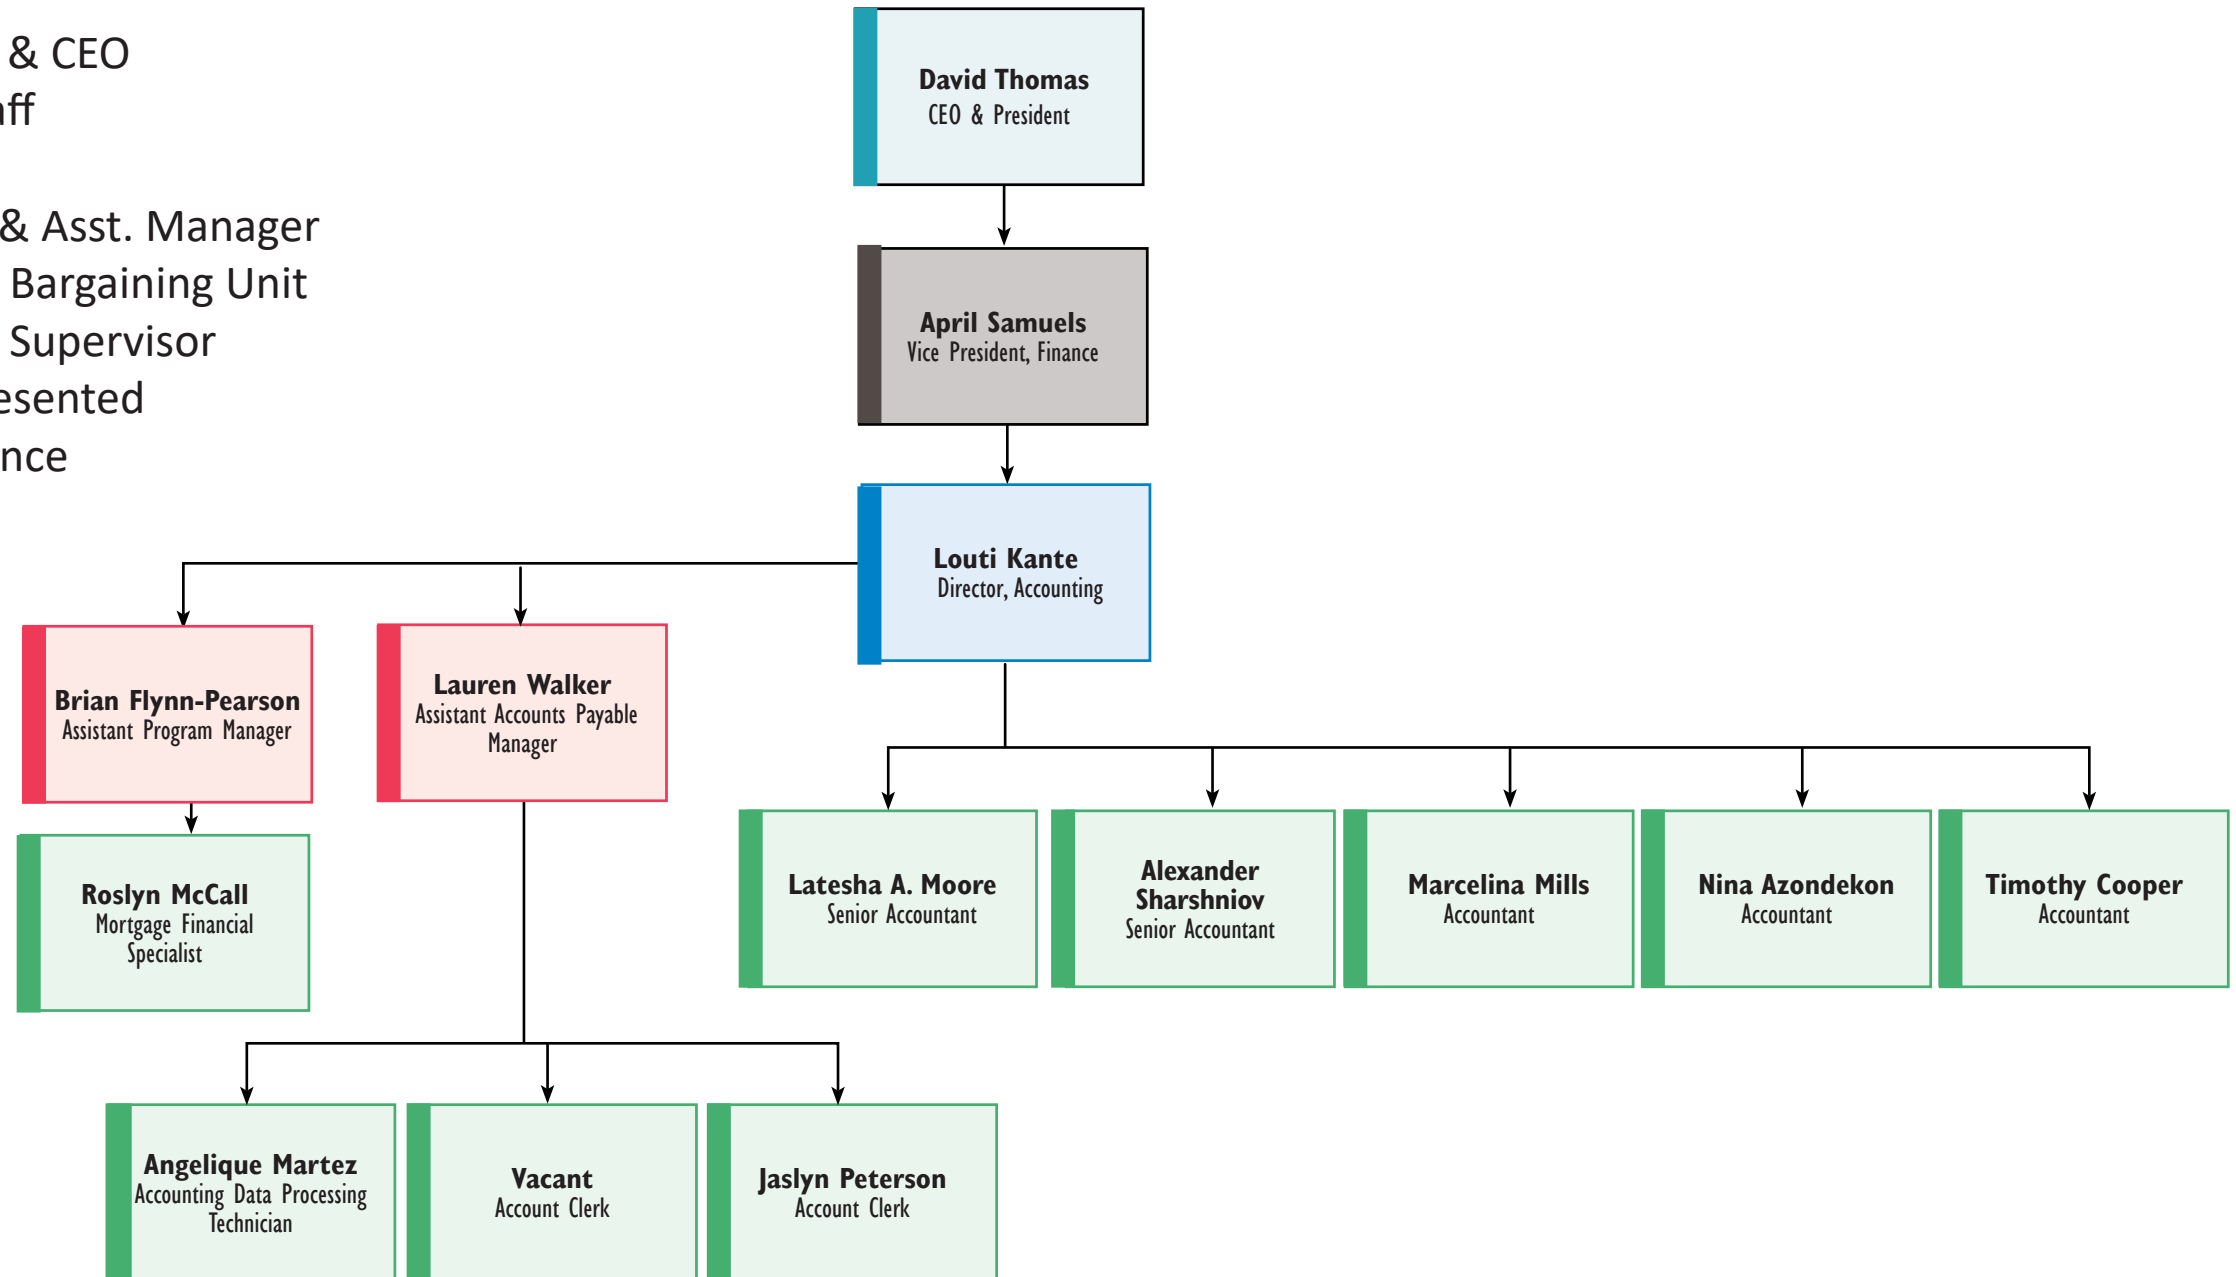 & CEO
aff
& Asst. Manager
Bargaining Unit
Supervisor
esented
nce
David Thomas
CEO & President
April Samuels
Vice President, Finance
Louti Kante
Director, Accounting
Brian Flynn-Pearson
Assistant Program Manager
Lauren Walker
Assistant Accounts Payable
Manager
Roslyn McCall
Mortgage Financial
Specialist
Latesha A. Moore
Senior Accountant
Alexander
Sharshniov
Senior Accountant
Marcelina Mills
Accountant
Nina Azondekon
Accountant
Timothy Cooper
Accountant
Angelique Martez
Accounting Data Processing
Technician
Vacant
Account Clerk
Jaslyn Peterson
Account Clerk